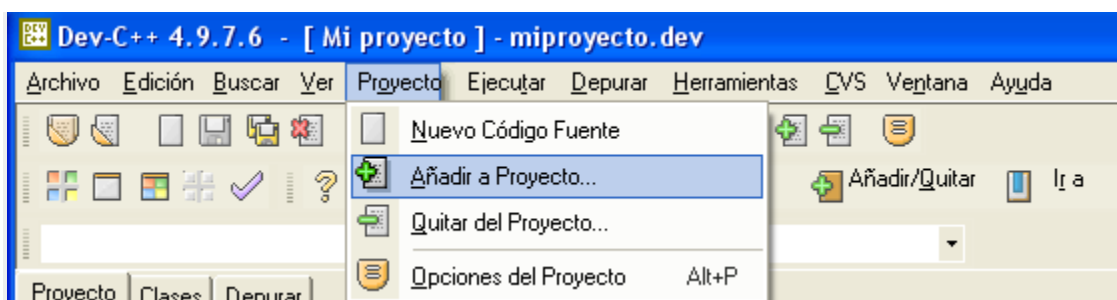 Dev-C++ 4.9.7.6 - [ Mi proyecto ] - miproyecto.dev
Archivo Edición Buscar Ver Proyecto Ejecutar Depurar Herramientas CVS Ventana Ayuda
Nuevo Código Fuente
Añadir a Proyecto...
Añadir/Quitar Ir a
Quitar del Proyecto...
Opciones del Proyecto Alt+P
Proyecto Clases Depurar